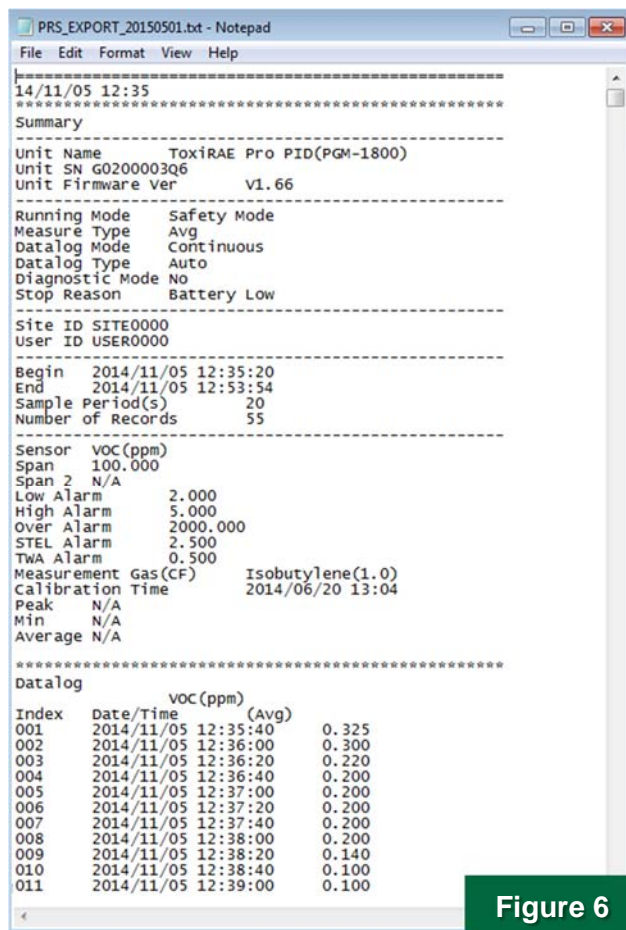 PRS_EXPORT_20150501.txt - Notepad
File Edit Format View Help
==================================================
14/11/05 12:35
**************************************************
Summary
--------------------------------------------------
Unit Name ToxiRAE Pro PID(PGM-1800)
Unit SN G0200003Q6
Unit Firmware Ver V1.66
--------------------------------------------------
Running Mode Safety Mode
Measure Type Avg
Datalog Mode Continuous
Datalog Type Auto
Diagnostic Mode No
Stop Reason Battery Low
--------------------------------------------------
Site ID SITE0000
User ID USER0000
--------------------------------------------------
Begin 2014/11/05 12:35:20
End 2014/11/05 12:53:54
Sample Period(s) 20
Number of Records 55
--------------------------------------------------
Sensor VOC(ppm)
Span 100.000
Span 2 N/A
Low Alarm 2.000
High Alarm 5.000
Over Alarm 2000.000
STEL Alarm 2.500
TWA Alarm 0.500
Measurement Gas(CF) Isobutylene(1.0)
Calibration Time 2014/06/20 13:04
Peak N/A
Min N/A
Average N/A
**************************************************
Datalog
VOC(ppm)
Index Date/Time (Avg)
001 2014/11/05 12:35:40 0.325
002 2014/11/05 12:36:00 0.300
003 2014/11/05 12:36:20 0.220
004 2014/11/05 12:36:40 0.200
005 2014/11/05 12:37:00 0.200
006 2014/11/05 12:37:20 0.200
007 2014/11/05 12:37:40 0.200
008 2014/11/05 12:38:00 0.200
009 2014/11/05 12:38:20 0.140
010 2014/11/05 12:38:40 0.100
011 2014/11/05 12:39:00 0.100
Figure 6